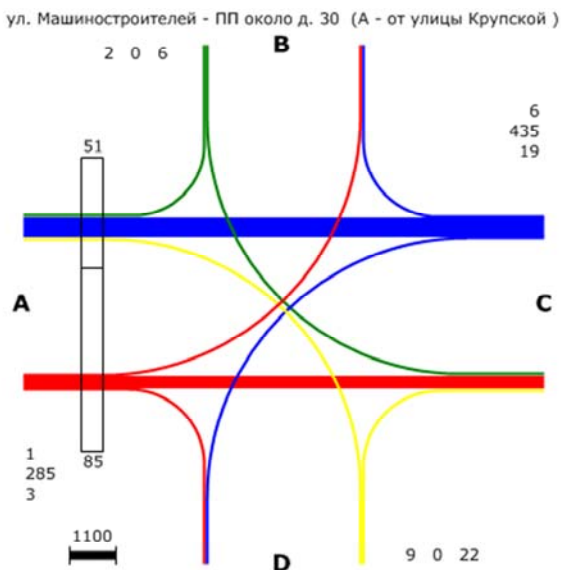 ул. Машиностроителей - ПП около д. 30 (А - от улицы Крупской )
B
2 0 6
6
435
19
51
A
C
1
285
3
85
1100
D
9 0 22